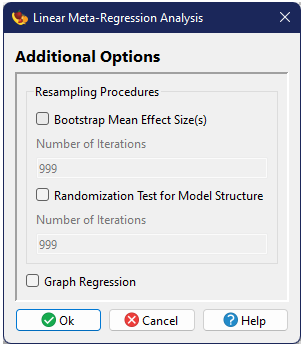 Linear Meta-Regression Analysis
Additional Options
Resampling Procedures
Bootstrap Mean Effect Size(s)
Number of Iterations
999
Randomization Test for Model Structure
Number of Iterations
999
Graph Regression
Ok Cancel Help